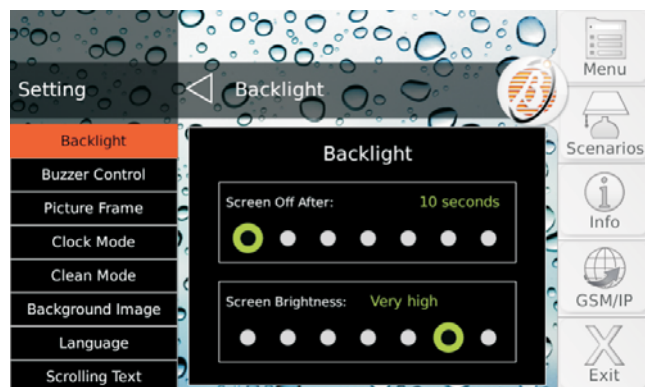 Setting
Backlight
Backlight
Buzzer Control
Picture Frame
Clock Mode
Clean Mode
Background Image
Language
Scrolling Text
Backlight
Screen Off After: 10 seconds
Screen Brightness: Very high
B
Menu
Scenarios
i
Info
GSM/IP
X
Exit